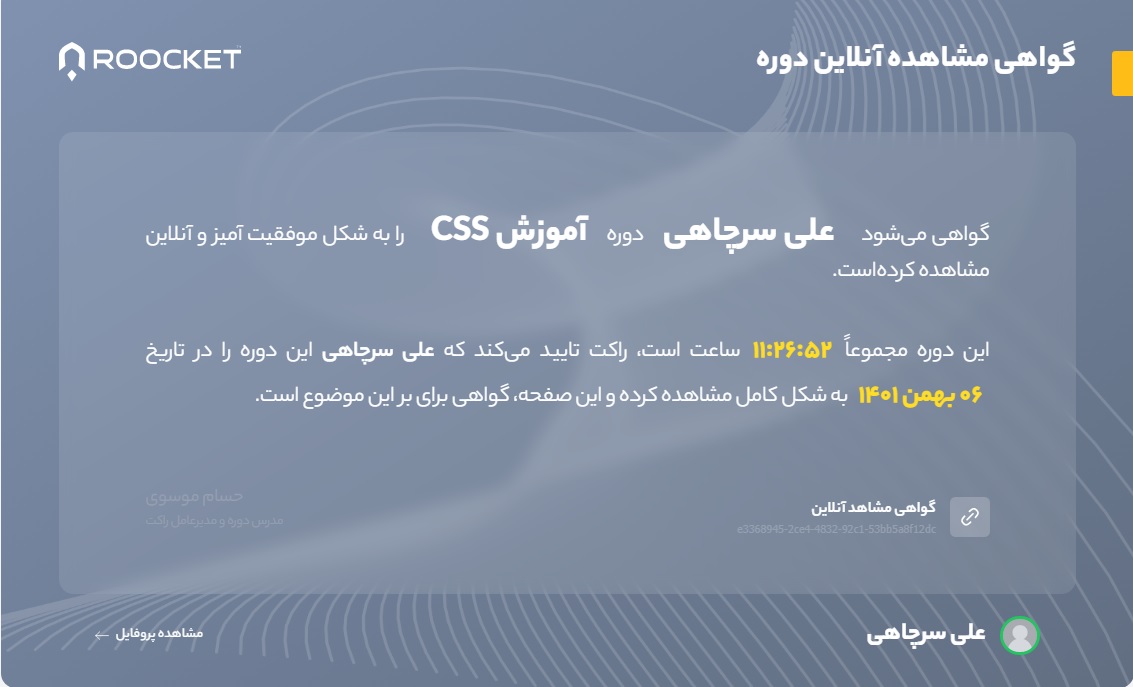 گواهی مشاهده آنلاین دوره
ROOCKET
گواهی می‌شود علی سرچاهی دوره آموزش CSS را به شکل موفقیت آمیز و آنلاین
مشاهده کرده‌است.
این دوره مجموعاً ۱۱:۲۶:۵۲ ساعت است، راکت تایید می‌کند که علی سرچاهی این دوره را در تاریخ
۰۶ بهمن ۱۴۰۱ به شکل کامل مشاهده کرده و این صفحه، گواهی برای بر این موضوع است.
گواهی مشاهد آنلاین
e3368945-2ce4-4832-92c1-53bb5a8f12dc
حسام موسوی
مدرس دوره و مدیرعامل راکت
علی سرچاهی
مشاهده پروفایل ←